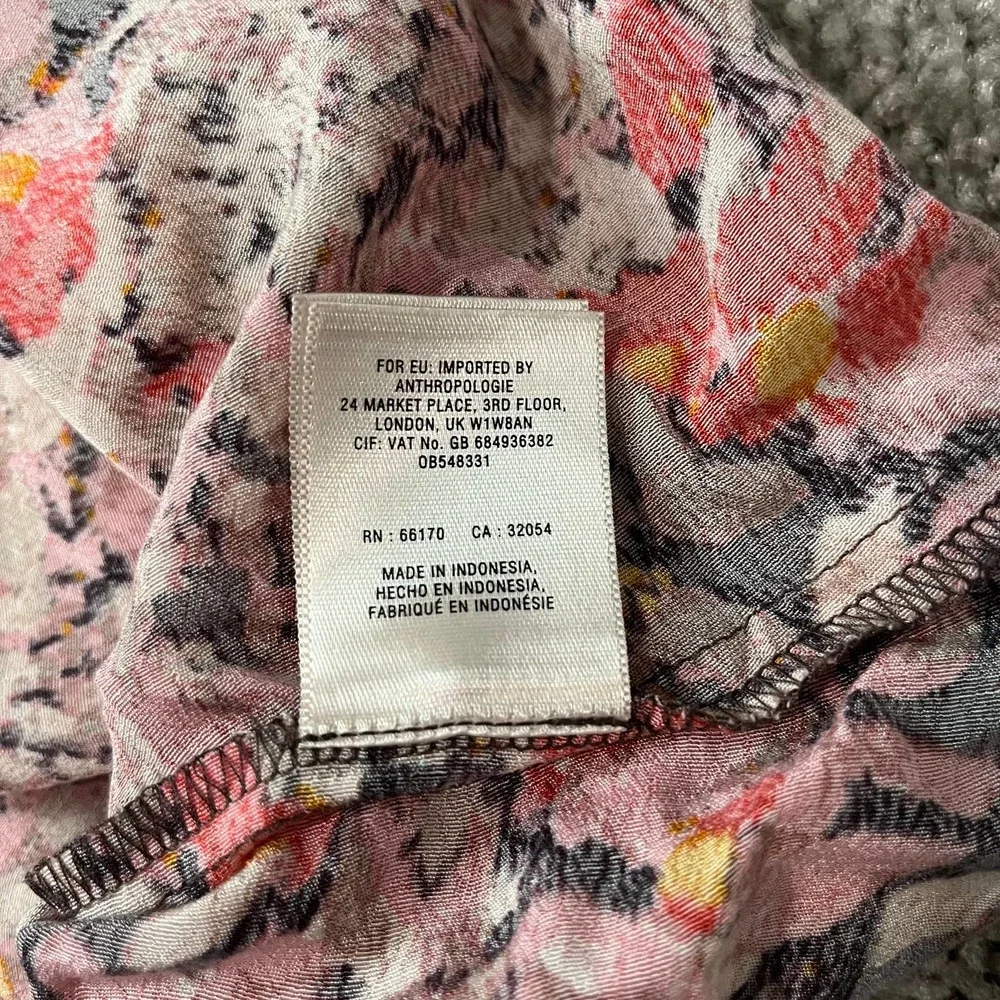 FOR EU: IMPORTED BY
ANTHROPOLOGIE
24 MARKET PLACE, 3RD FLOOR,
LONDON, UK W1W8AN
CIF: VAT No. GB 684936382
OB548331
RN : 66170 CA : 32054
MADE IN INDONESIA,
HECHO EN INDONESIA,
FABRIQUÉ EN INDONÉSIE